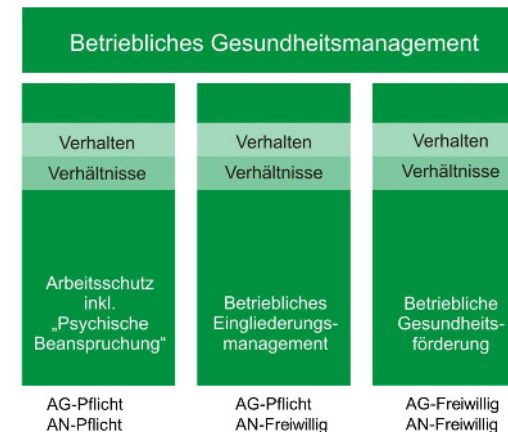 Betriebliches Gesundheitsmanagement
Verhalten
Verhältnisse
Arbeitsschutz
inkl.
„Psychische
Beanspruchung“
AG-Pflicht
AN-Pflicht
Verhalten
Verhältnisse
Betriebliches
Eingliederungs-
management
AG-Pflicht
AN-Freiwillig
Verhalten
Verhältnisse
Betriebliche
Gesundheits-
förderung
AG-Freiwillig
AN-Freiwillig